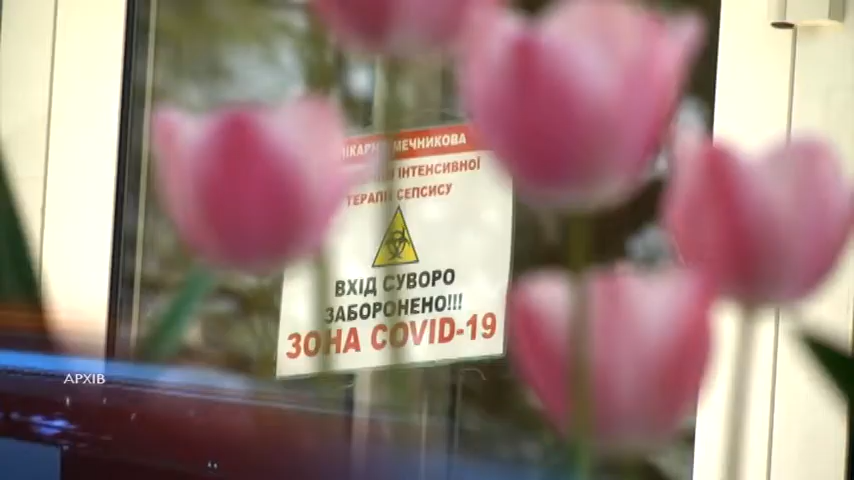 МЕЧНИКОВА
ІНТЕНСИВНОЇ
ТЕРАПІЇ СЕПСИСУ
ВХІД СУВОРО
ЗАБОРОНЕНО!!!
ЗОНА COVID-19
АРХІВ